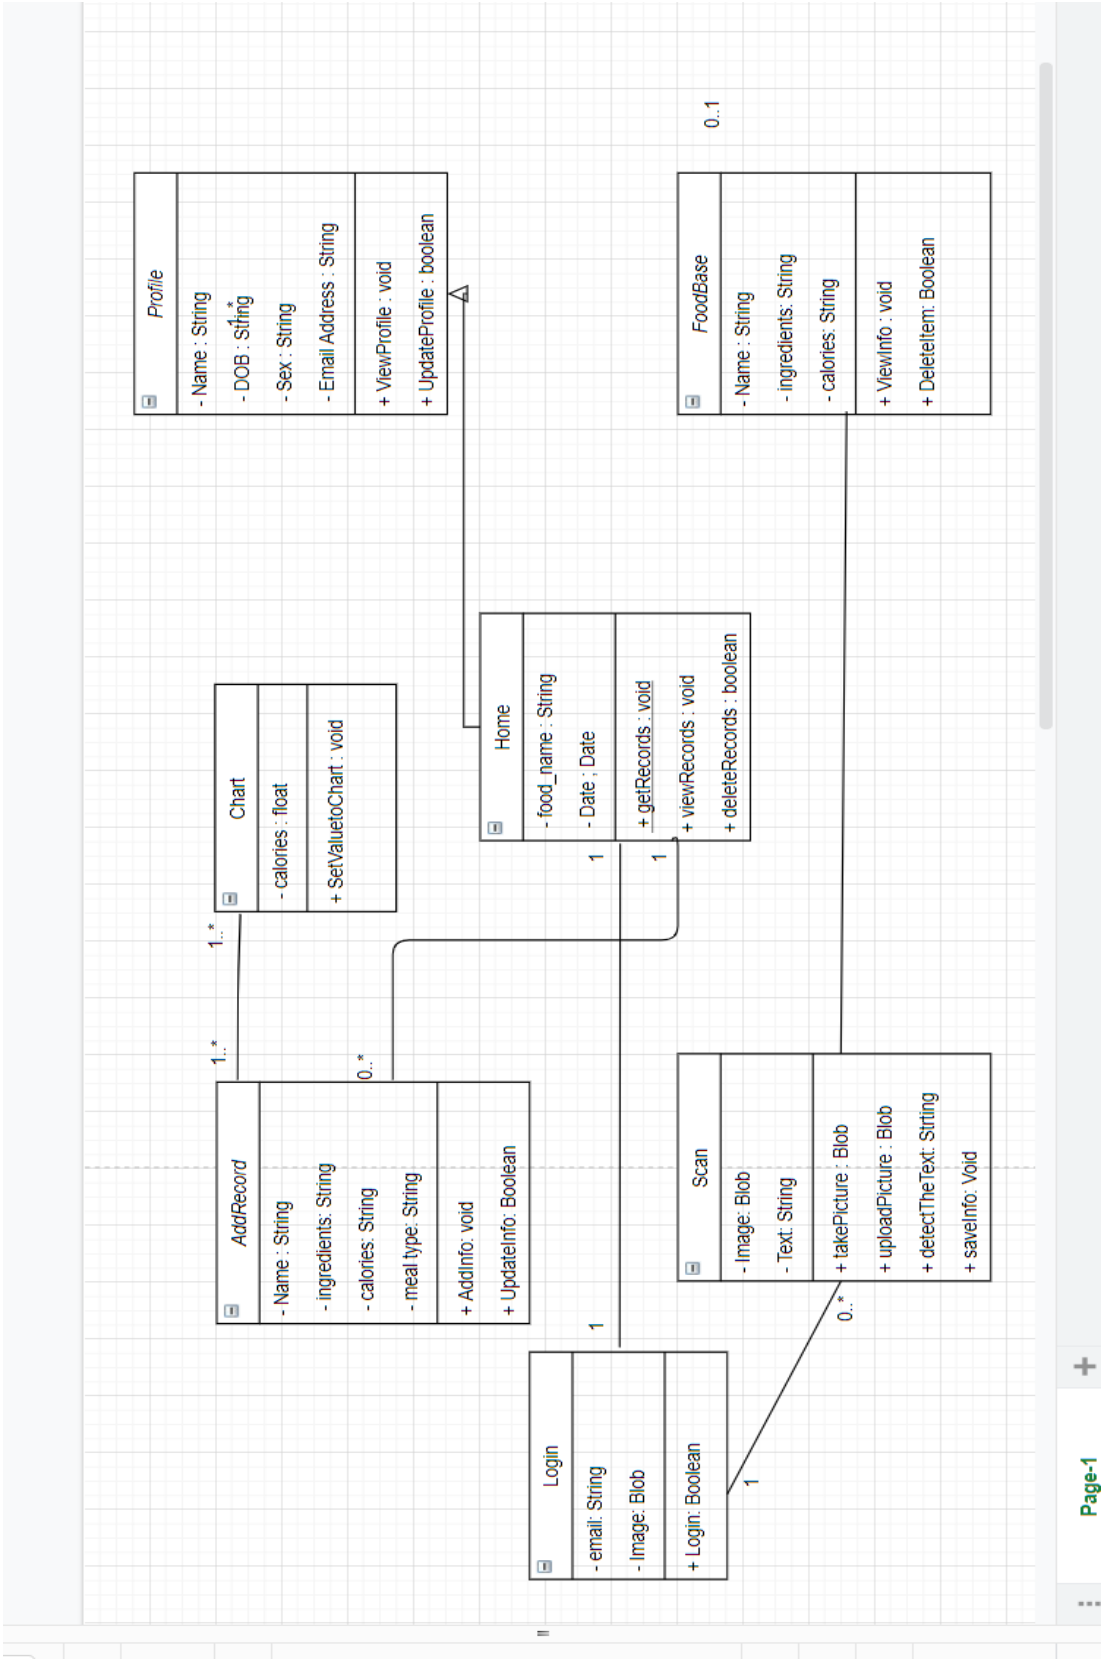 Profile
- Name : String
- DOB : String
1..*
- Sex : String
- Email Address : String
+ ViewProfile : void
+ UpdateProfile : boolean
Chart
- calories : float
+ SetValuetoChart : void
1..*
1..*
AddRecord
- Name : String
- ingredients: String
- calories: String
- meal type: String
+ AddInfo: void
+ UpdateInfo: Boolean
0..*
Home
- food_name : String
- Date ; Date
+ getRecords : void
+ viewRecords : void
+ deleteRecords : boolean
1
1
Login
- email: String
- Image: Blob
+ Login: Boolean
1
1
Scan
- Image: Blob
- Text: String
+ takePicture : Blob
+ uploadPicture : Blob
+ detectTheText: Strting
+ saveInfo: Void
0..*
FoodBase
- Name : String
- ingredients: String
- calories: String
+ ViewInfo : void
+ DeleteItem: Boolean
0..1
Page-1